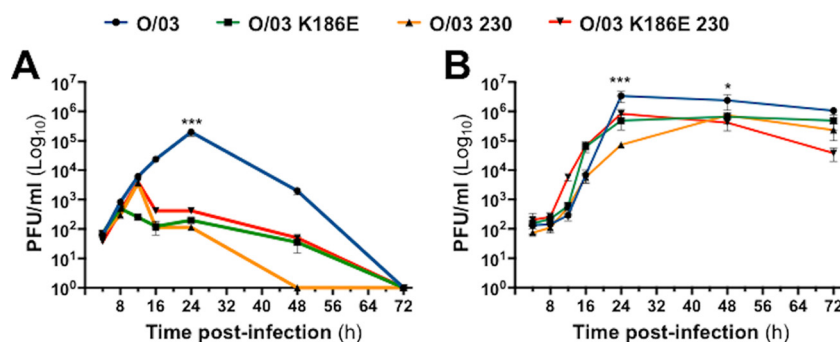 O/03 O/03 K186E O/03 230 O/03 K186E 230
A B
*** *** *
10⁷ 10⁷
10⁶ 10⁶
10⁵ 10⁵
10⁴ 10⁴
10³ 10³
10² 10²
10¹ 10¹
10⁰ 10⁰
PFU/ml (Log₁₀) PFU/ml (Log₁₀)
8 16 24 32 40 48 56 64 72 8 16 24 32 40 48 56 64 72
Time post-infection (h) Time post-infection (h)